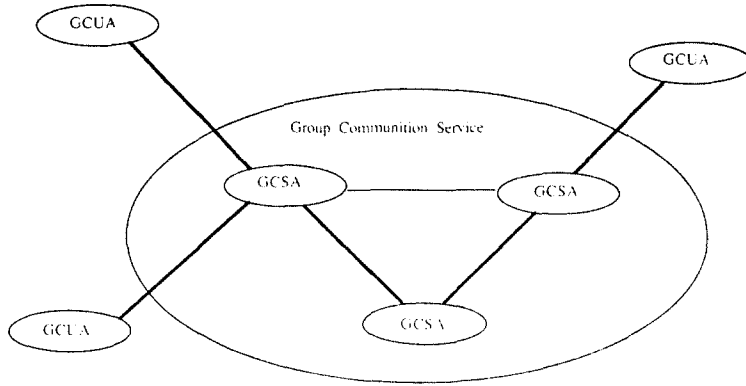 GCUA
GCUA
Group Communition Service
GCSA
GCSA
GCUA
GCSA